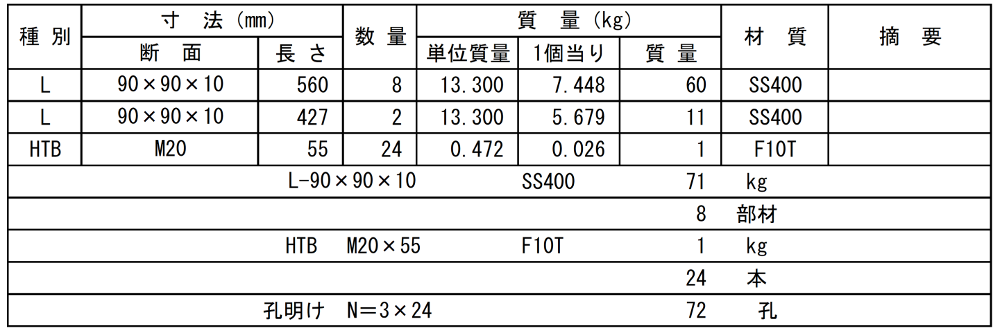 種別 寸法(mm) 数量 質量(kg) 材質 摘要
断面 長さ 単位質量 1個当り 質量
L 90×90×10 560 8 13.300 7.448 60 SS400
L 90×90×10 427 2 13.300 5.679 11 SS400
HTB M20 55 24 0.472 0.026 1 F10T
L-90×90×10 SS400 71 kg
8 部材
HTB M20×55 F10T 1 kg
24 本
孔明け N=3×24 72 孔